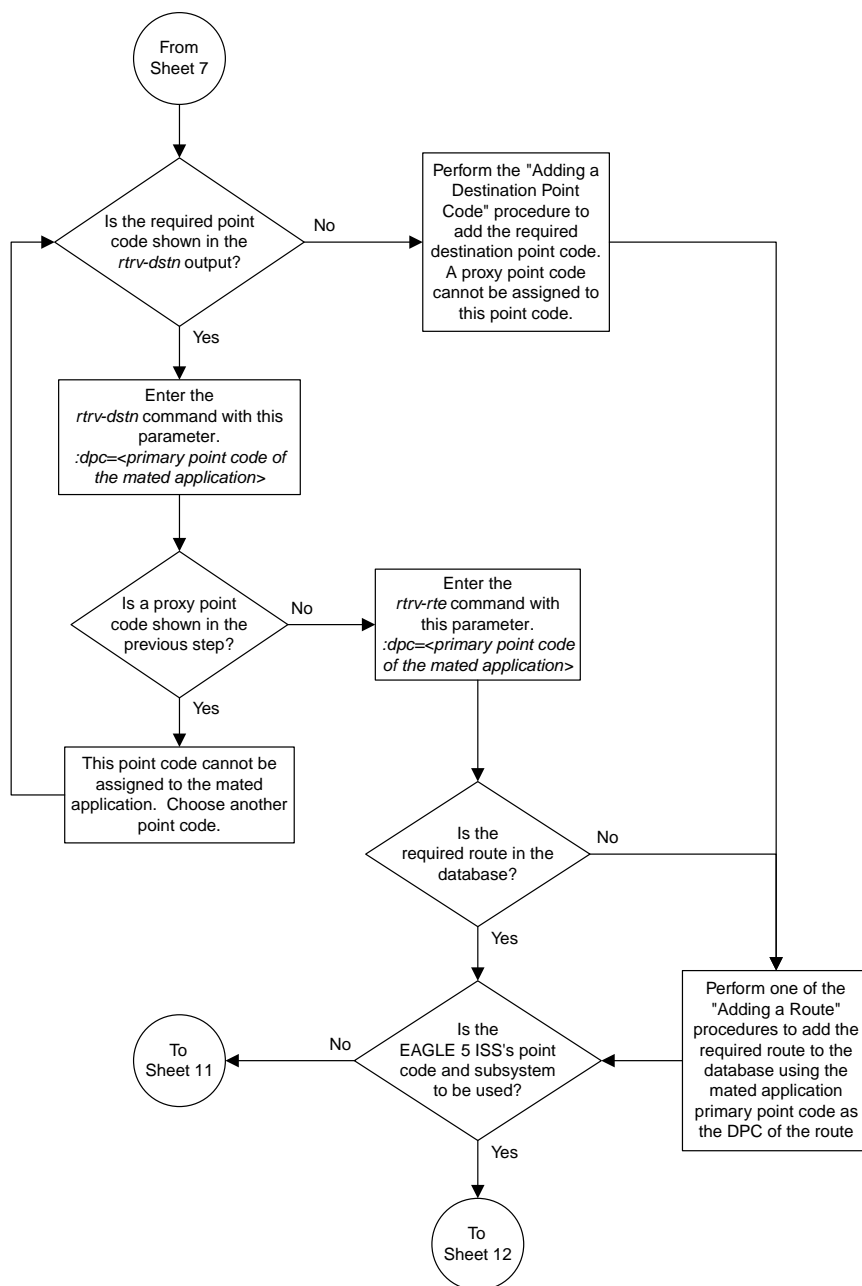 From
Sheet 7
Is the required point
code shown in the
rtrv-dstn output?
No
Yes
Perform the "Adding a
Destination Point
Code" procedure to
add the required
destination point code.
A proxy point code
cannot be assigned to
this point code.
Enter the
rtrv-dstn command with this
parameter.
:dpc=<primary point code of
the mated application>
Is a proxy point
code shown in the
previous step?
No
Yes
Enter the
rtrv-rte command with
this parameter.
:dpc=<primary point code
of the mated application>
This point code cannot be
assigned to the mated
application.  Choose another
point code.
Is the
required route in the
database?
No
Yes
Perform one of the
"Adding a Route"
procedures to add the
required route to the
database using the
mated application
primary point code as
the DPC of the route
Is the
EAGLE 5 ISS's point
code and subsystem
to be used?
No
Yes
To
Sheet 11
To
Sheet 12